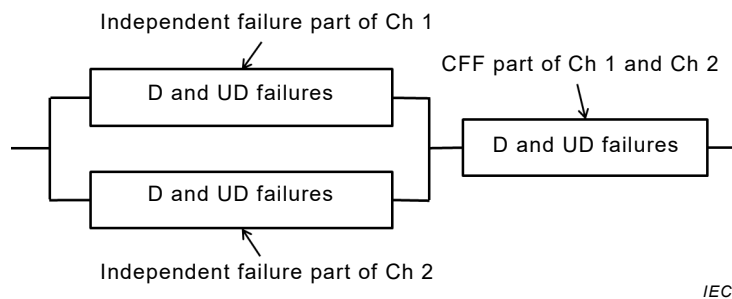 Independent failure part of Ch 1
CFF part of Ch 1 and Ch 2
D and UD failures
D and UD failures
D and UD failures
Independent failure part of Ch 2
IEC